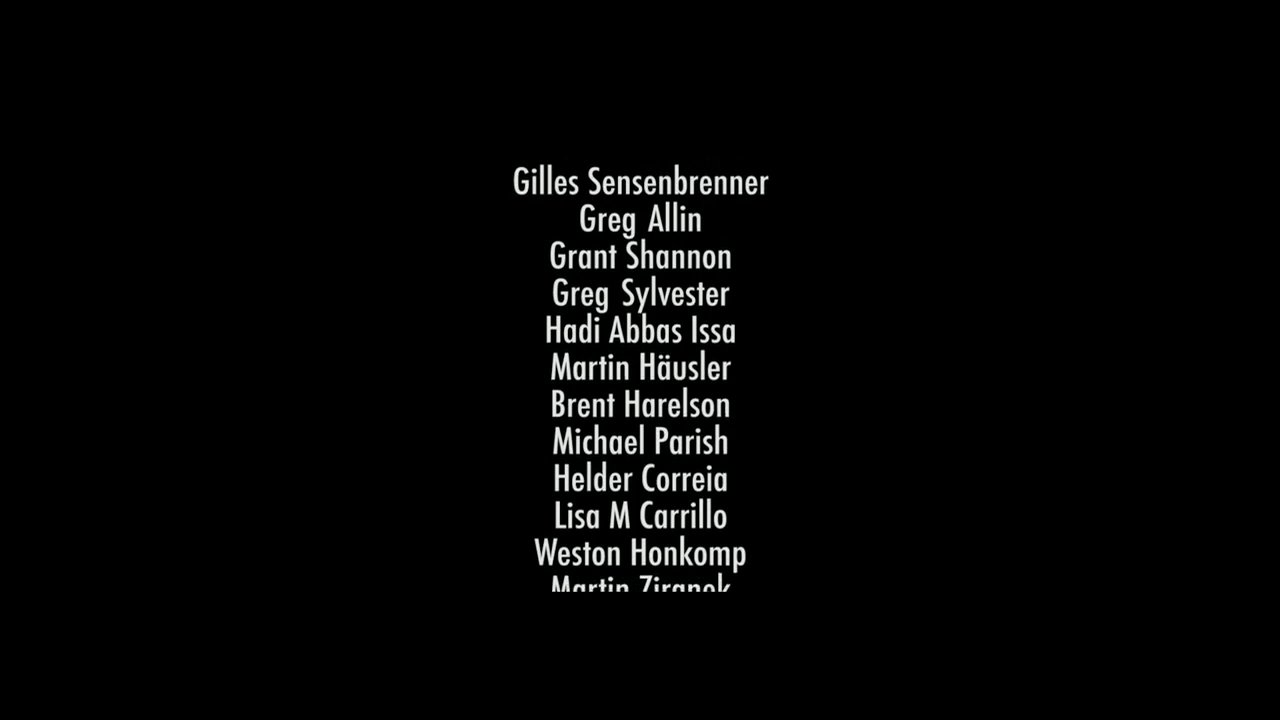 Gilles Sensenbrenner
Greg Allin
Grant Shannon
Greg Sylvester
Hadi Abbas Issa
Martin Häusler
Brent Harelson
Michael Parish
Helder Correia
Lisa M Carrillo
Weston Honkomp
Martin